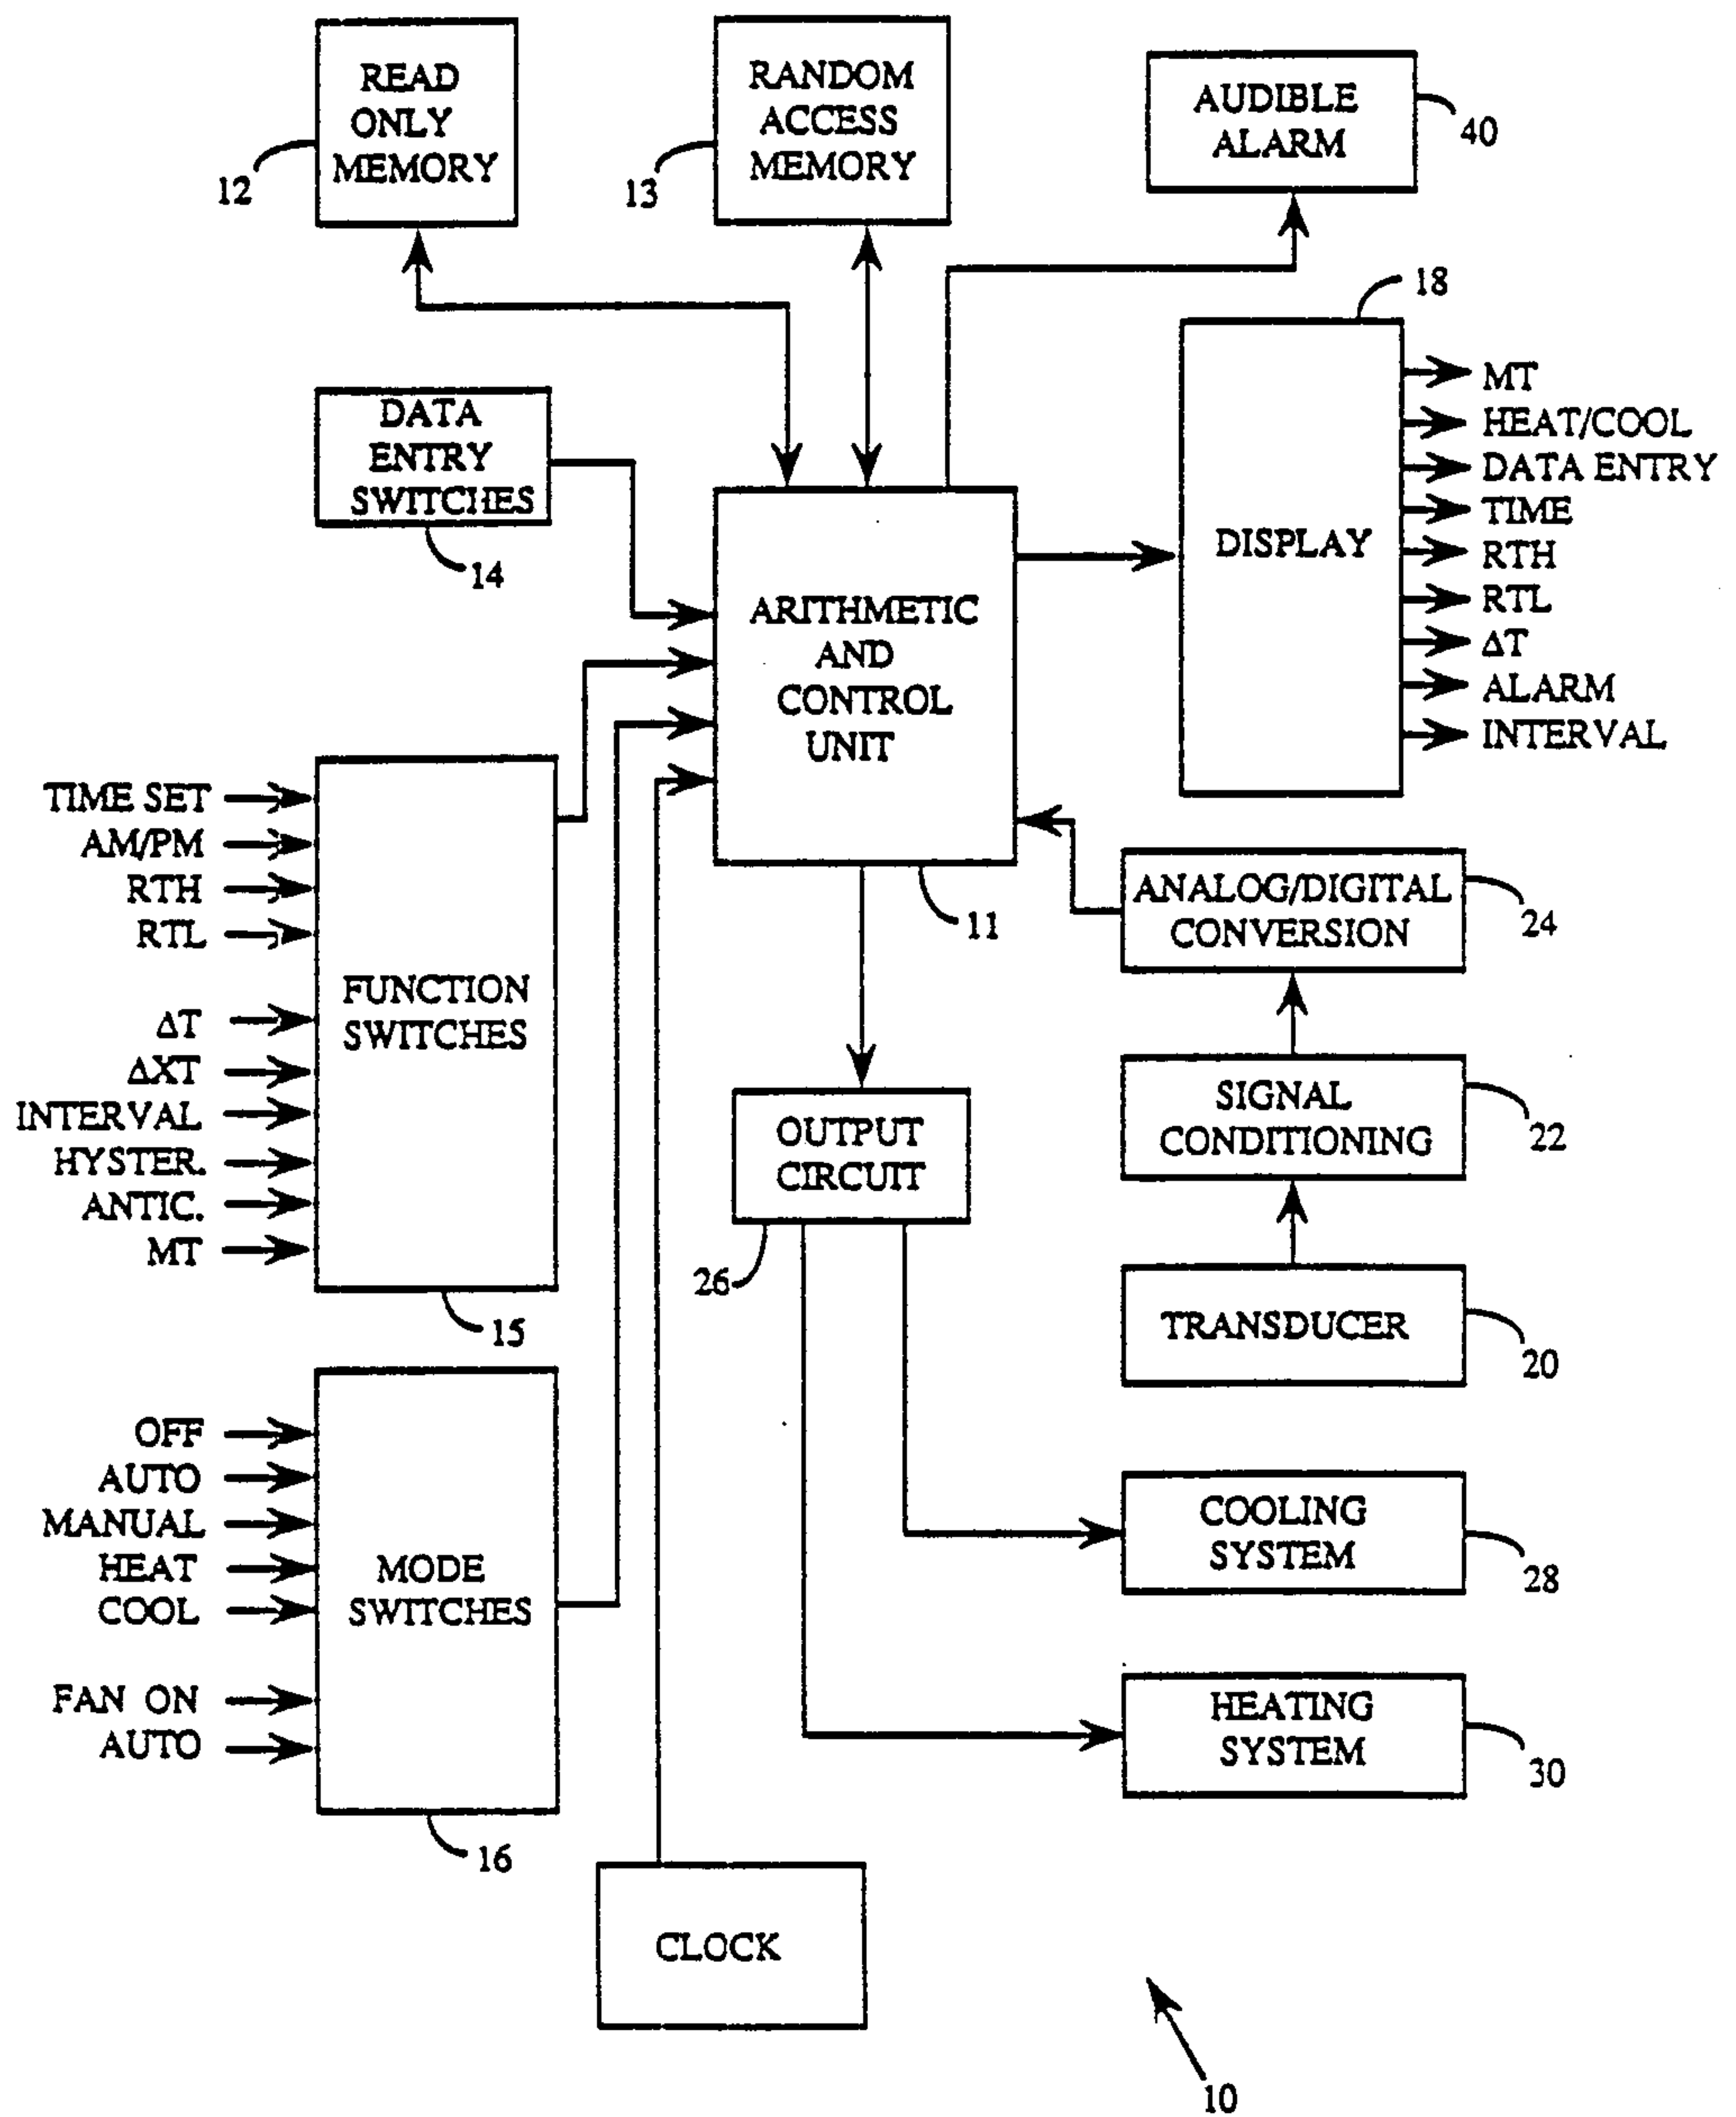 READ
ONLY
MEMORY
12
RANDOM
ACCESS
MEMORY
13
AUDIBLE
ALARM
40
18
DISPLAY
MT
HEAT/COOL
DATA ENTRY
TIME
RTH
RTL
ΔT
ALARM
INTERVAL
DATA
ENTRY
SWITCHES
14
ARITHMETIC
AND
CONTROL
UNIT
11
TIME SET
AM/PM
RTH
RTL
ΔT
ΔXT
INTERVAL
HYSTER.
ANTIC.
MT
FUNCTION
SWITCHES
15
ANALOG/DIGITAL
CONVERSION
24
SIGNAL
CONDITIONING
22
TRANSDUCER
20
OUTPUT
CIRCUIT
26
OFF
AUTO
MANUAL
HEAT
COOL
FAN ON
AUTO
MODE
SWITCHES
16
COOLING
SYSTEM
28
HEATING
SYSTEM
30
CLOCK
10